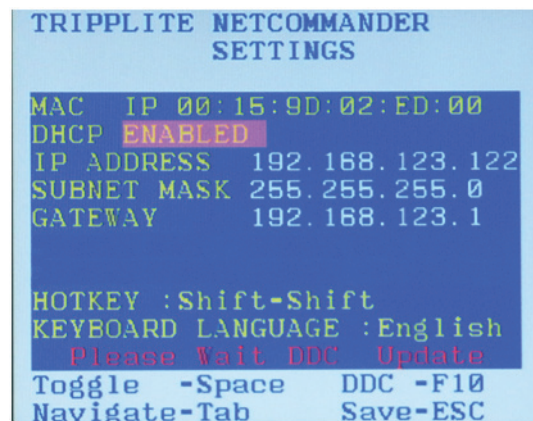 TRIPPLITE NETCOMMANDER
SETTINGS
MAC IP 00:15:9D:02:ED:00
DHCP ENABLED
IP ADDRESS 192.168.123.122
SUBNET MASK 255.255.255.0
GATEWAY 192.168.123.1
HOTKEY :Shift-Shift
KEYBOARD LANGUAGE :English
Please Wait DDC Update
Toggle -Space DDC -F10
Navigate-Tab Save-ESC